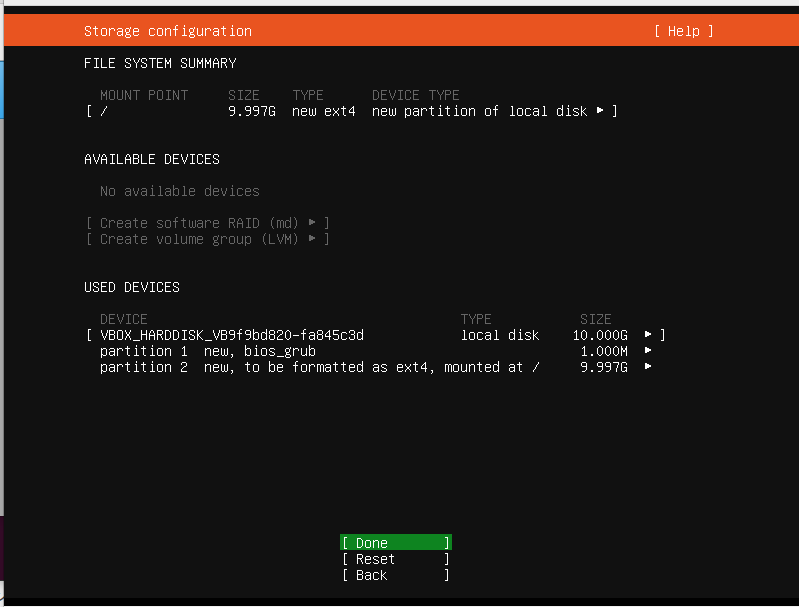 Storage configuration [ Help ]
FILE SYSTEM SUMMARY
MOUNT POINT SIZE TYPE DEVICE TYPE
[ / 9.997G new ext4 new partition of local disk ▸ ]
AVAILABLE DEVICES
No available devices
[ Create software RAID (md) ▸ ]
[ Create volume group (LVM) ▸ ]
USED DEVICES
DEVICE TYPE SIZE
[ VBOX_HARDDISK_VB9f9bd820-fa845c3d local disk 10.000G ▸ ]
partition 1 new, bios_grub 1.000M ▸
partition 2 new, to be formatted as ext4, mounted at / 9.997G ▸
[ Done ]
[ Reset ]
[ Back ]